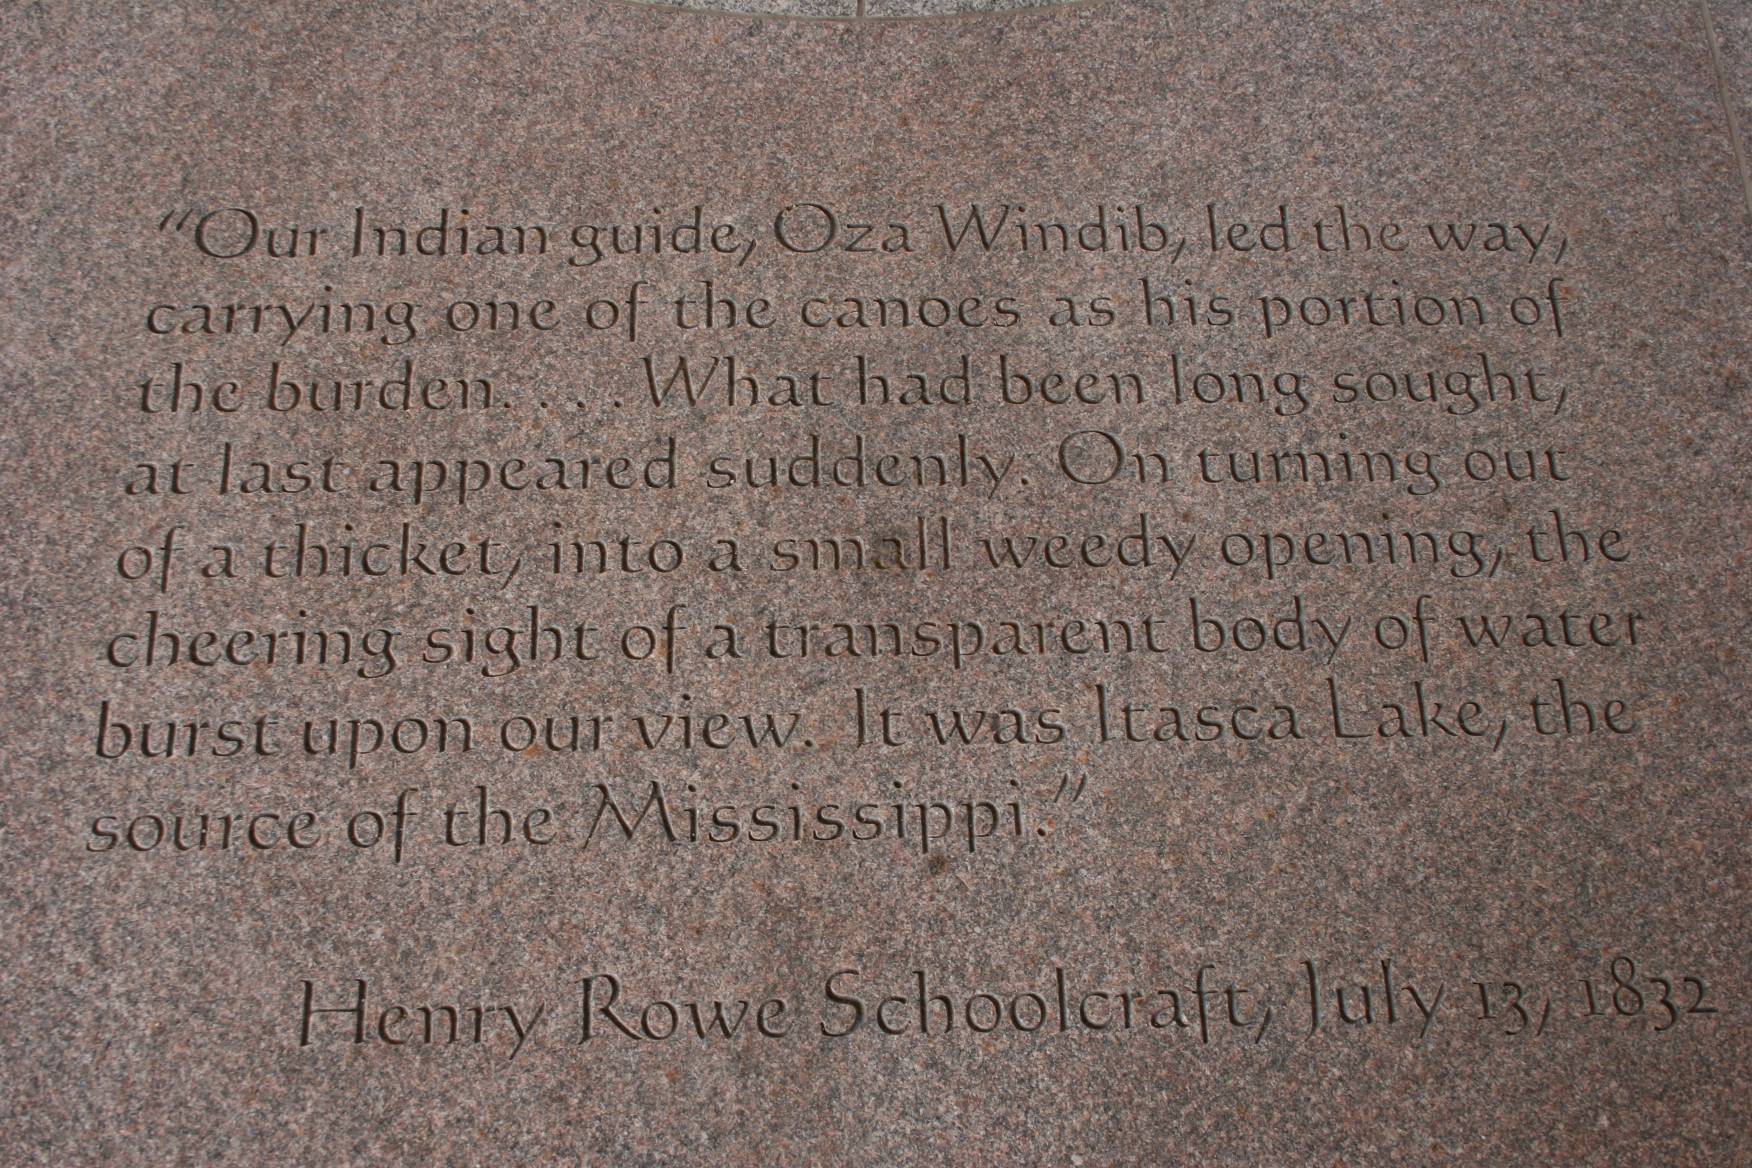 “Our Indian guide, Oza Windib, led the way,
carrying one of the canoes as his portion of
the burden. . . . What had been long sought,
at last appeared suddenly. On turning out
of a thicket, into a small weedy opening, the
cheering sight of a transparent body of water
burst upon our view. It was Itasca Lake, the
source of the Mississippi.”
Henry Rowe Schoolcraft, July 13, 1832